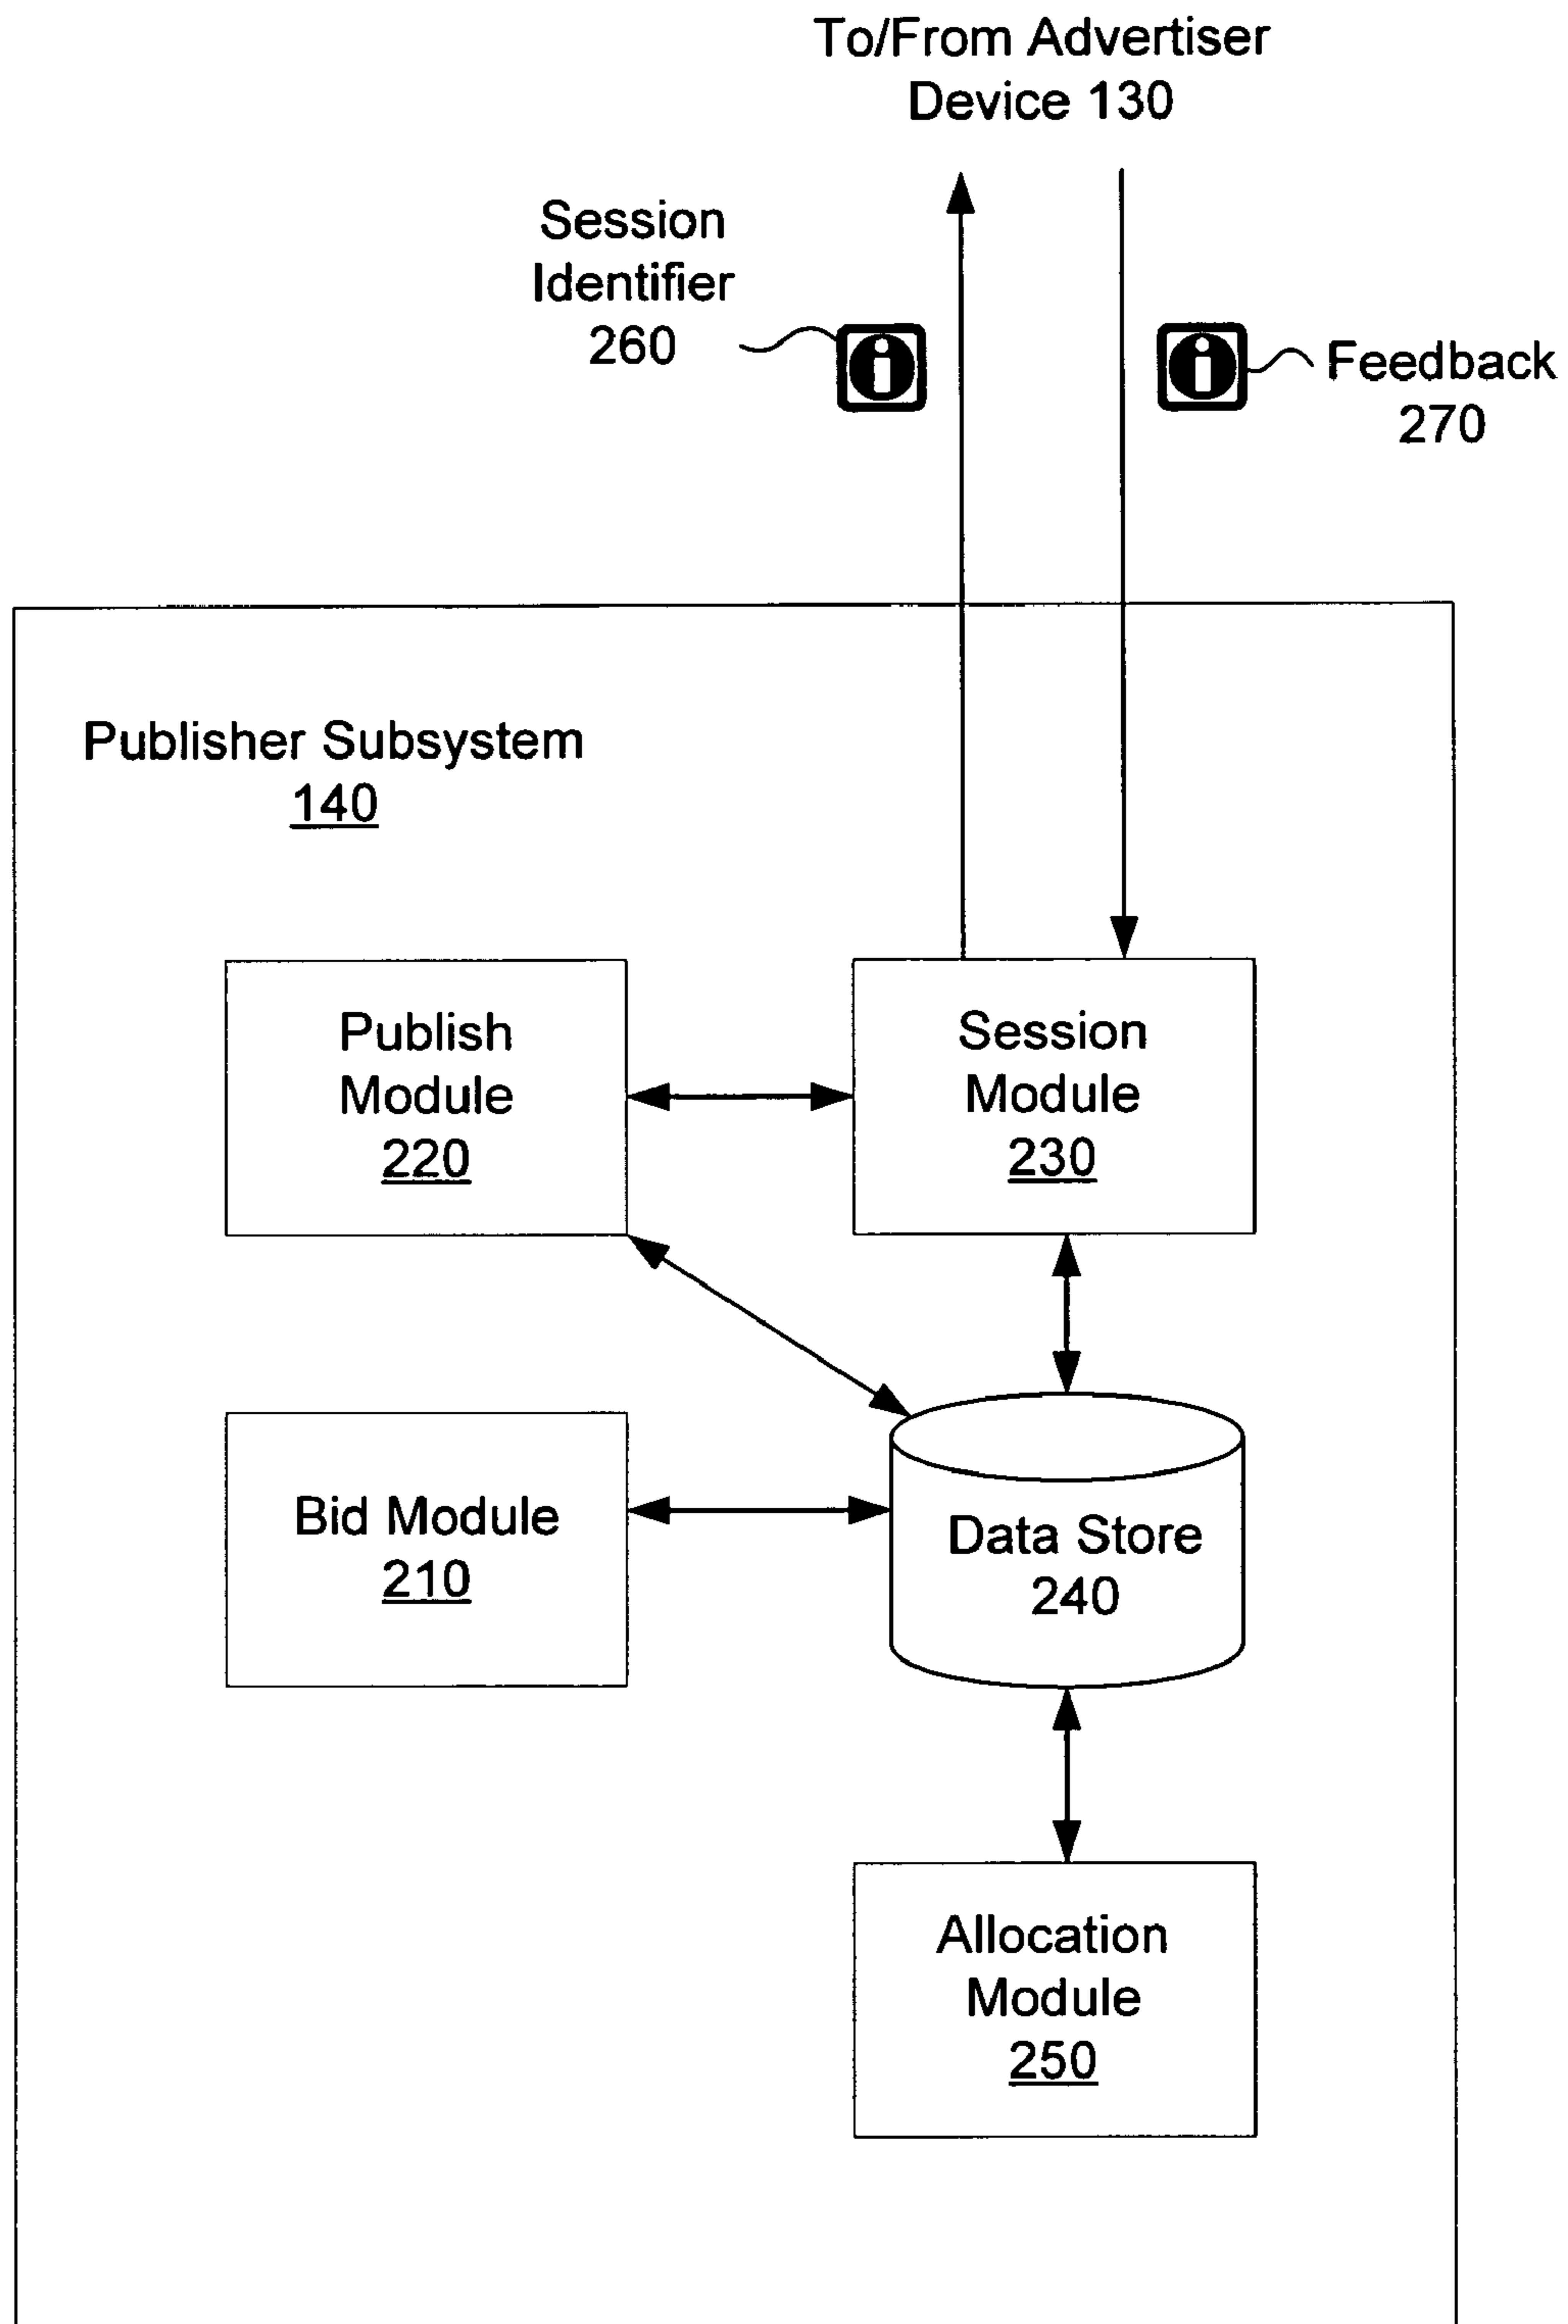 To/From Advertiser
Device 130
Session
Identifier
260
Feedback
270
Publisher Subsystem
140
Publish
Module
220
Session
Module
230
Bid Module
210
Data Store
240
Allocation
Module
250